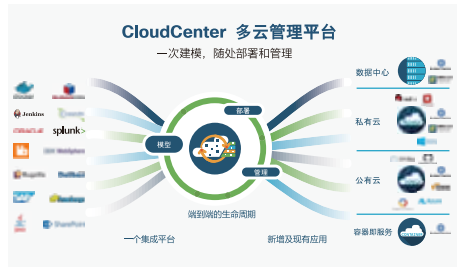 CloudCenter 多云管理平台
一次建模，随处部署和管理
数据中心
部署
Jenkins
私有云
ORACLE
splunk>
模型
管理
公有云
SAP
端到端的生命周期
SharePoint
容器即服务
一个集成平台
新增及现有应用